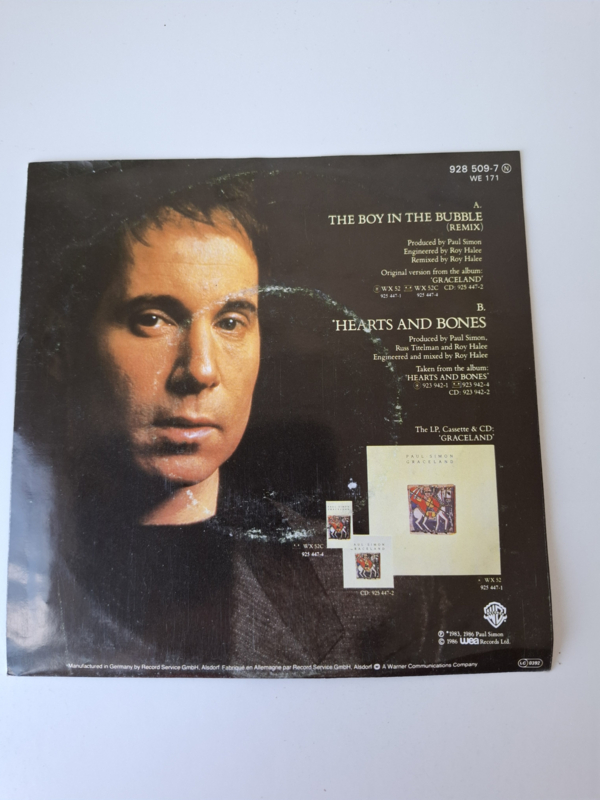 928 509-7 N
WE 171
A.
THE BOY IN THE BUBBLE
(REMIX)
Produced by Paul Simon
Engineered by Roy Halee
Remixed by Roy Halee
Original version from the album:
'GRACELAND'
WX 52 WX 52C CD: 925 447-2
925 447-1 925 447-4
B.
*HEARTS AND BONES
Produced by Paul Simon,
Russ Titelman and Roy Halee
Engineered and mixed by Roy Halee
Taken from the album:
'HEARTS AND BONES'
923 942-1 923 942-4
CD: 923 942-2
The LP, Cassette & CD:
'GRACELAND'
PAUL SIMON
GRACELAND
WX 52C
925 447-4
PAUL SIMON
GRACELAND
CD: 925 447-2
WX 52
925 447-1
℗ *1983, 1986 Paul Simon
© 1986 wea Records Ltd.
Manufactured in Germany by Record Service GmbH, Alsdorf Fabriqué en Allemagne par Record Service GmbH, Alsdorf A Warner Communications Company
LC 0392